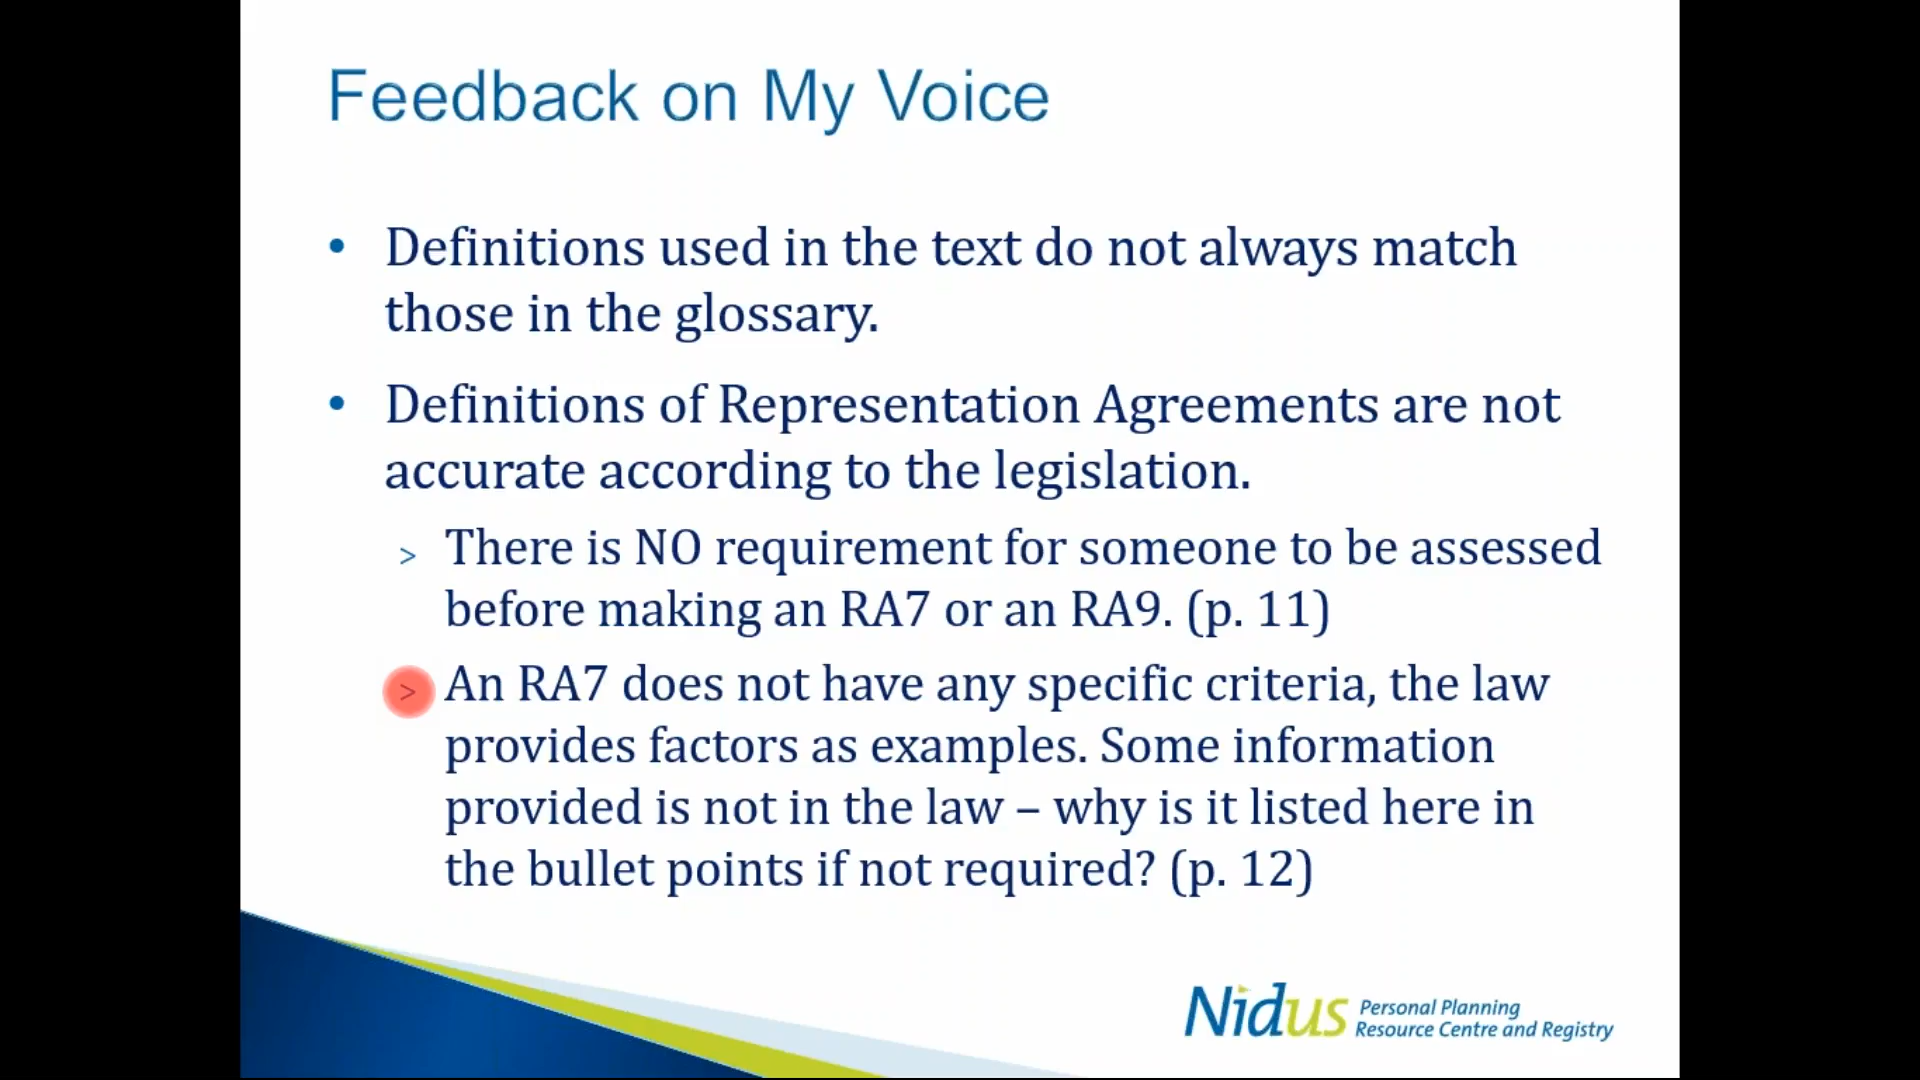 Feedback on My Voice
• Definitions used in the text do not always match
those in the glossary.
• Definitions of Representation Agreements are not
accurate according to the legislation.
> There is NO requirement for someone to be assessed
before making an RA7 or an RA9. (p. 11)
> An RA7 does not have any specific criteria, the law
provides factors as examples. Some information
provided is not in the law – why is it listed here in
the bullet points if not required? (p. 12)
Nidus Personal Planning
Resource Centre and Registry